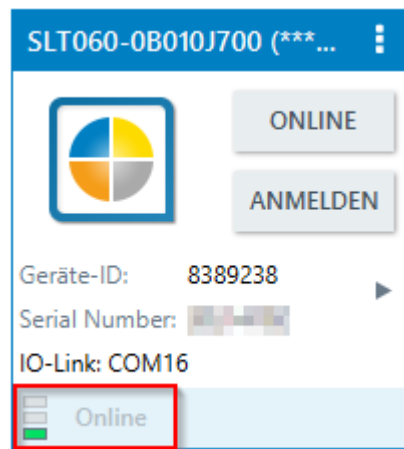 SLT060-0B010J700 (***...
ONLINE
ANMELDEN
Geräte-ID: 8389238
Serial Number:
IO-Link: COM16
Online